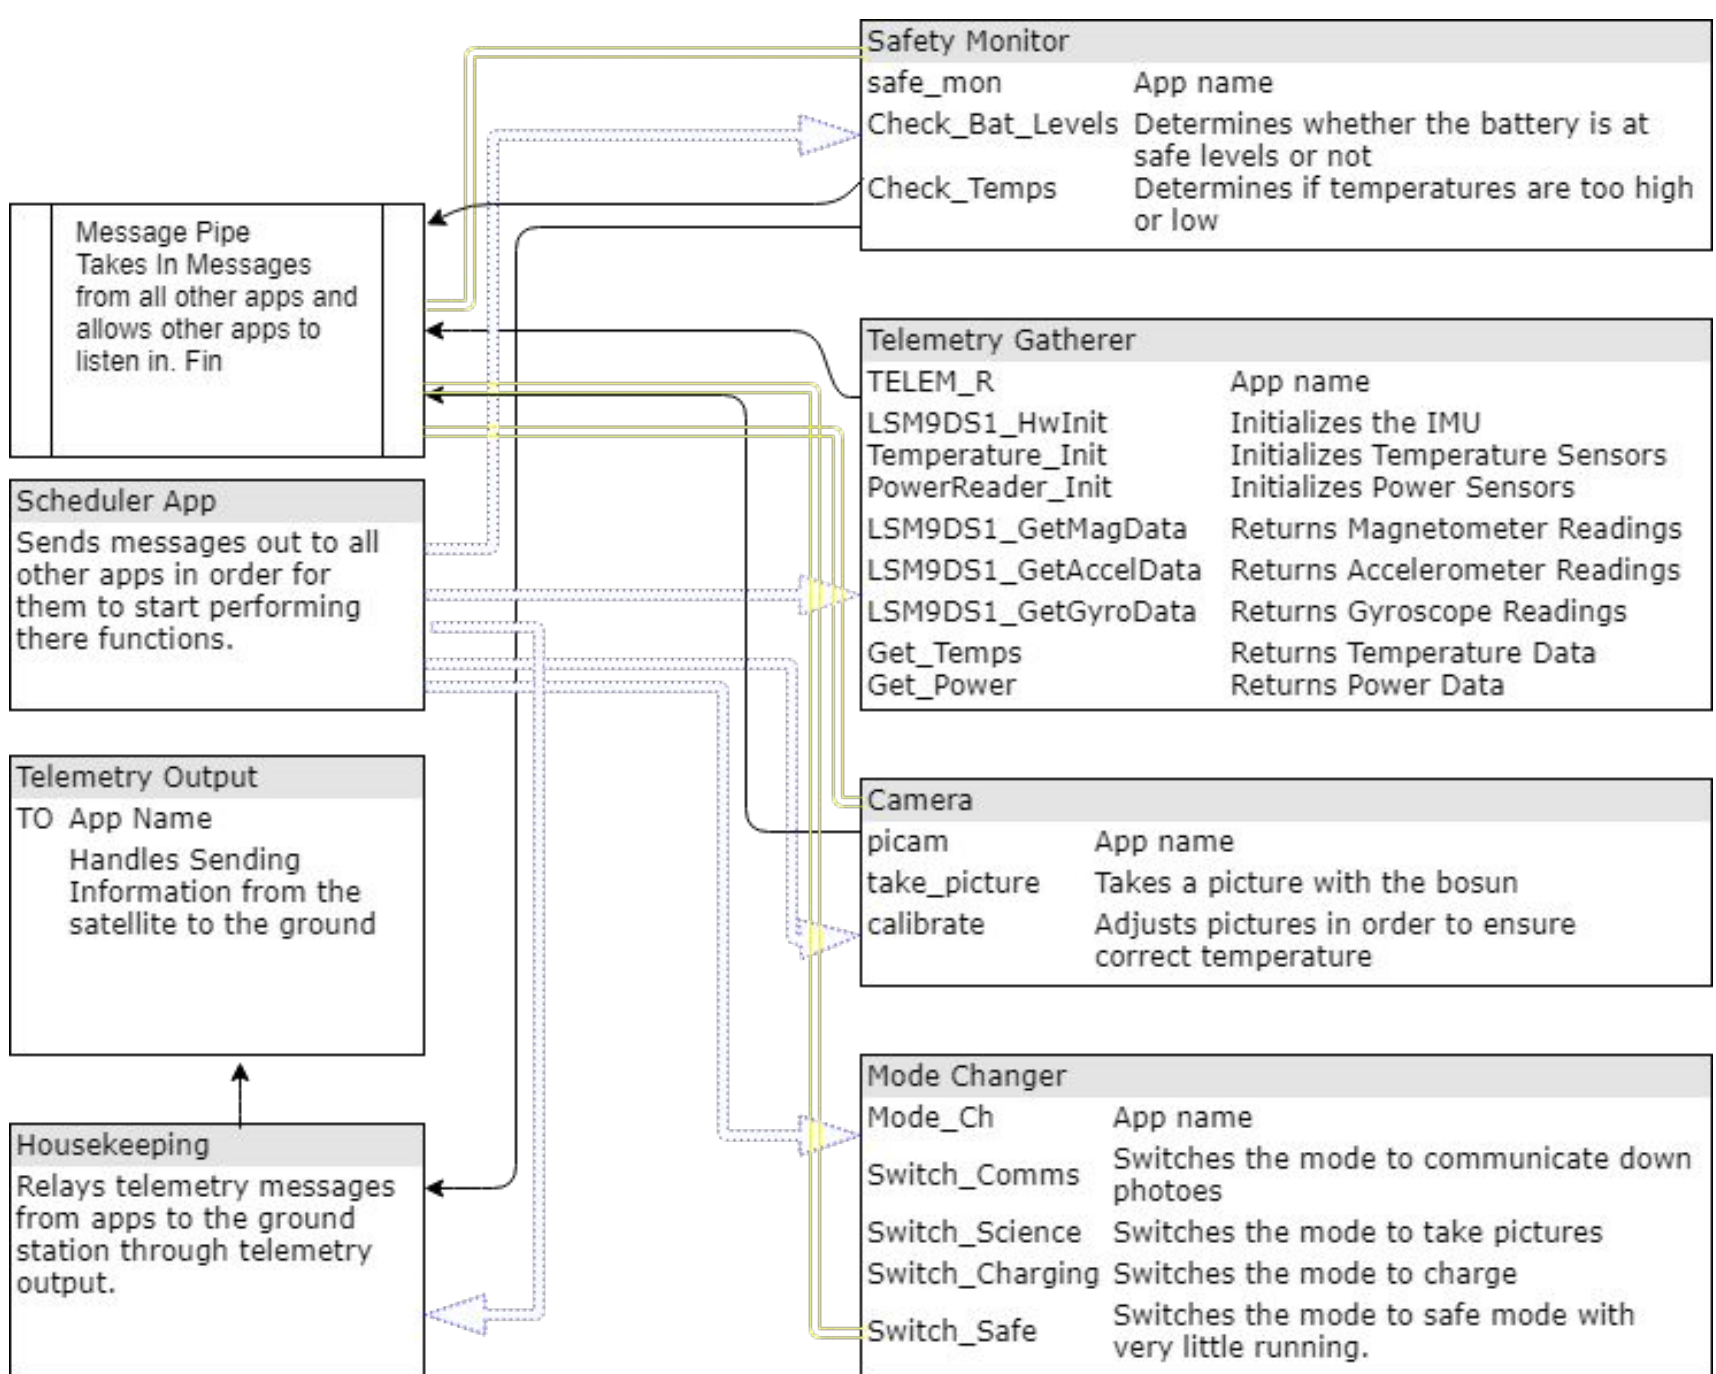 Message Pipe
Takes In Messages
from all other apps and
allows other apps to
listen in. Fin
Scheduler App
Sends messages out to all
other apps in order for
them to start performing
there functions.
Telemetry Output
TO App Name
Handles Sending
Information from the
satellite to the ground
Housekeeping
Relays telemetry messages
from apps to the ground
station through telemetry
output.
Safety Monitor
safe_mon App name
Check_Bat_Levels Determines whether the battery is at
safe levels or not
Check_Temps Determines if temperatures are too high
or low
Telemetry Gatherer
TELEM_R App name
LSM9DS1_HwInit Initializes the IMU
Temperature_Init Initializes Temperature Sensors
PowerReader_Init Initializes Power Sensors
LSM9DS1_GetMagData Returns Magnetometer Readings
LSM9DS1_GetAccelData Returns Accelerometer Readings
LSM9DS1_GetGyroData Returns Gyroscope Readings
Get_Temps Returns Temperature Data
Get_Power Returns Power Data
Camera
picam App name
take_picture Takes a picture with the bosun
calibrate Adjusts pictures in order to ensure
correct temperature
Mode Changer
Mode_Ch App name
Switch_Comms Switches the mode to communicate down
photoes
Switch_Science Switches the mode to take pictures
Switch_Charging Switches the mode to charge
Switch_Safe Switches the mode to safe mode with
very little running.